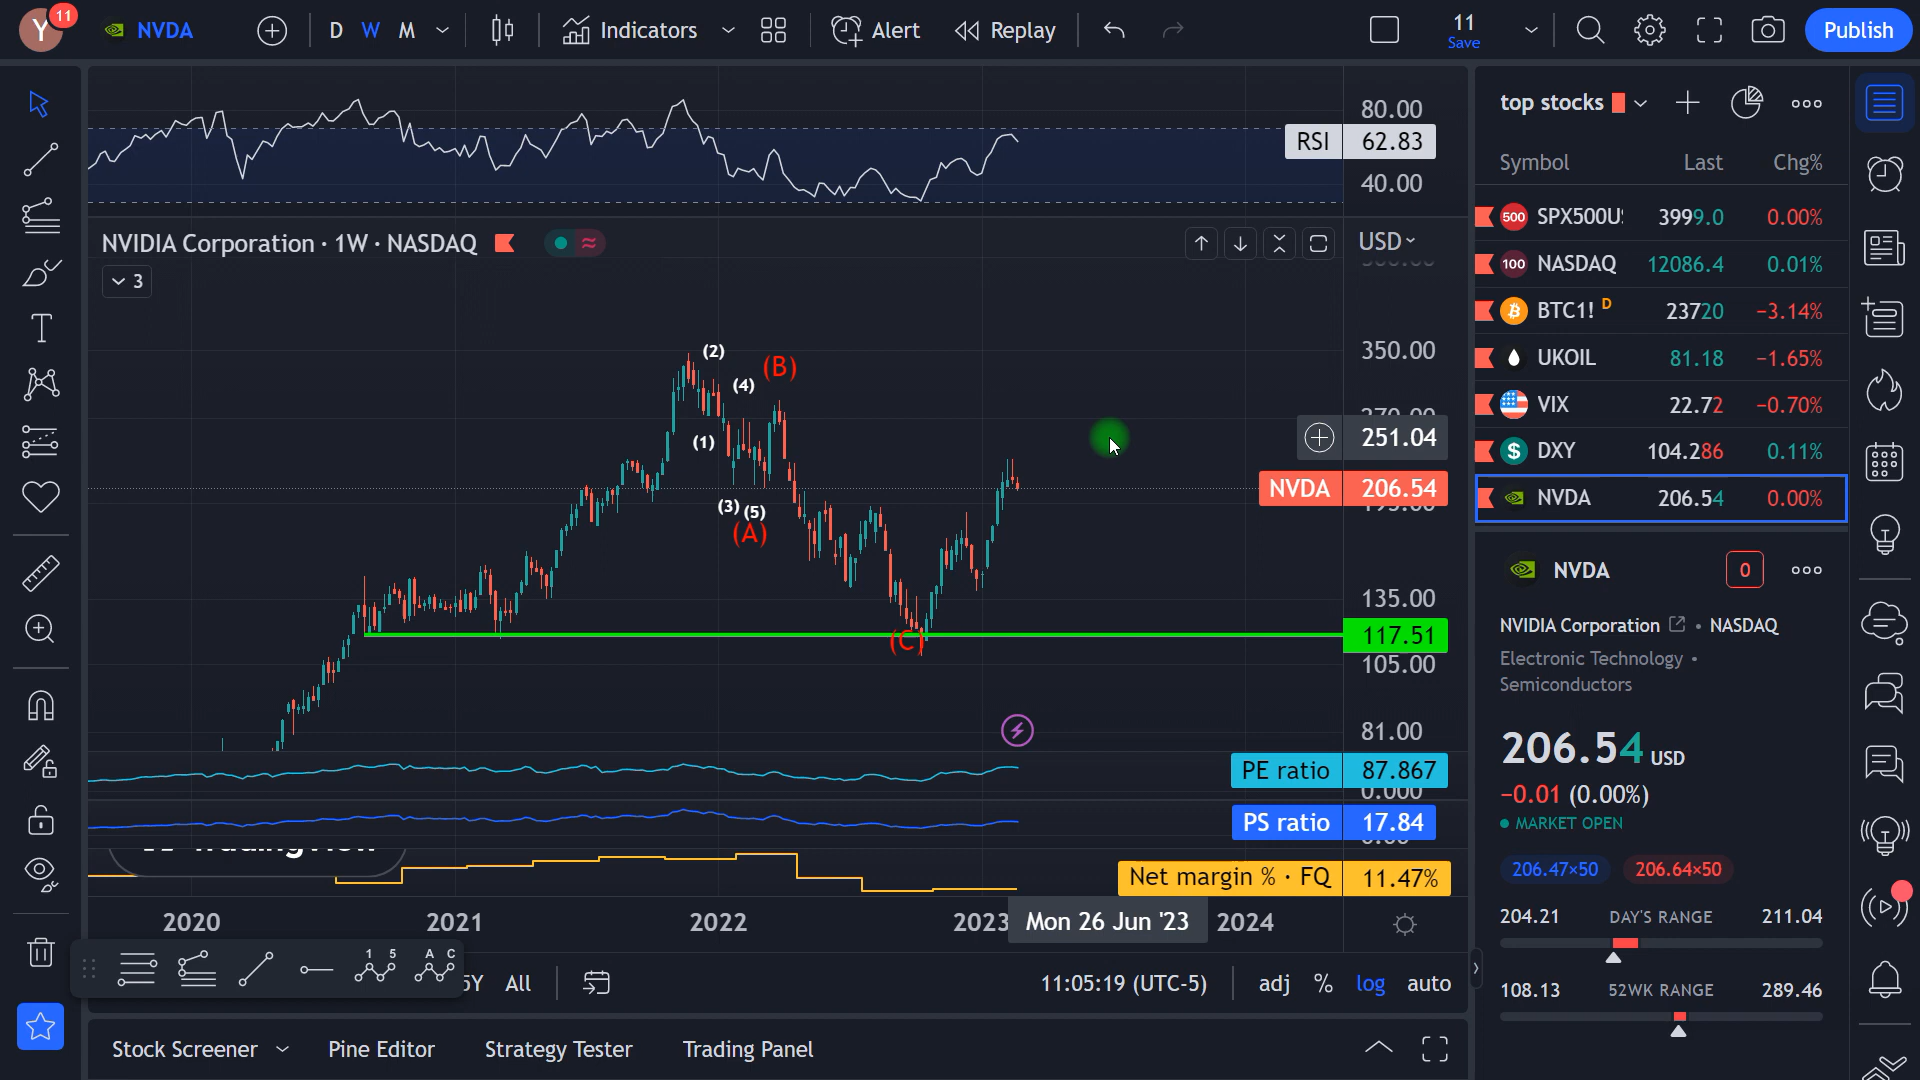 Y
11
NVDA
D W M
Indicators
Alert
Replay
11
Save
Publish
80.00
RSI 62.83
40.00
NVIDIA Corporation · 1W · NASDAQ
USD
3
350.00
(2)
(B)
(4)
(1)
251.04
NVDA 206.54
(3) (5)
(A)
135.00
117.51
(C)
105.00
81.00
PE ratio 87.867
0.000
PS ratio 17.84
Net margin % · FQ 11.47%
2020 2021 2022 2023 Mon 26 Jun '23 2024
1 5
A C
5Y All
11:05:19 (UTC-5) adj % log auto
Stock Screener Pine Editor Strategy Tester Trading Panel
top stocks
Symbol Last Chg%
500 SPX500U 3999.0 0.00%
100 NASDAQ 12086.4 0.01%
BTC1! D 23720 −3.14%
UKOIL 81.18 −1.65%
VIX 22.72 −0.70%
DXY 104.286 0.11%
NVDA 206.54 0.00%
NVDA 0
NVIDIA Corporation • NASDAQ
Electronic Technology •
Semiconductors
206.54 USD
−0.01 (0.00%)
MARKET OPEN
206.47×50 206.64×50
204.21 DAY'S RANGE 211.04
108.13 52WK RANGE 289.46